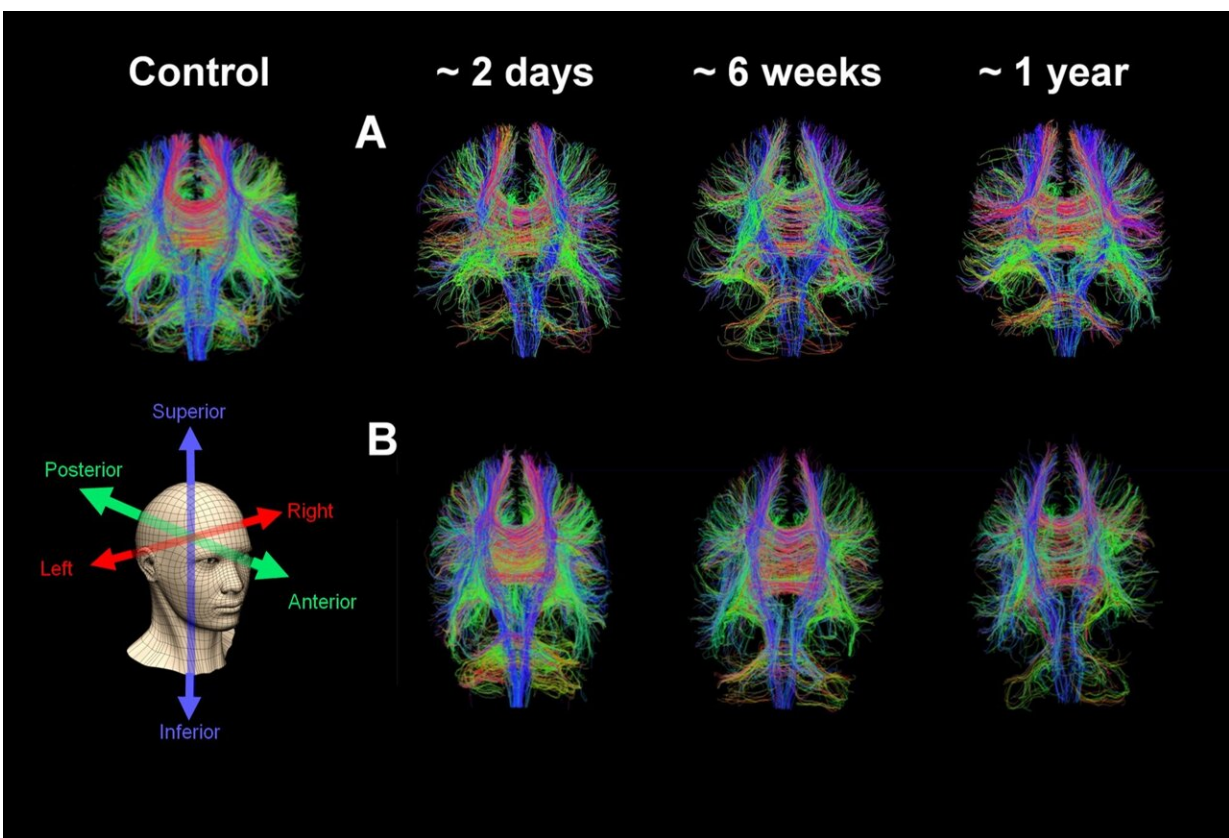 Control
~ 2 days
~ 6 weeks
~ 1 year
A
Superior
Posterior
Right
Left
Anterior
Inferior
B